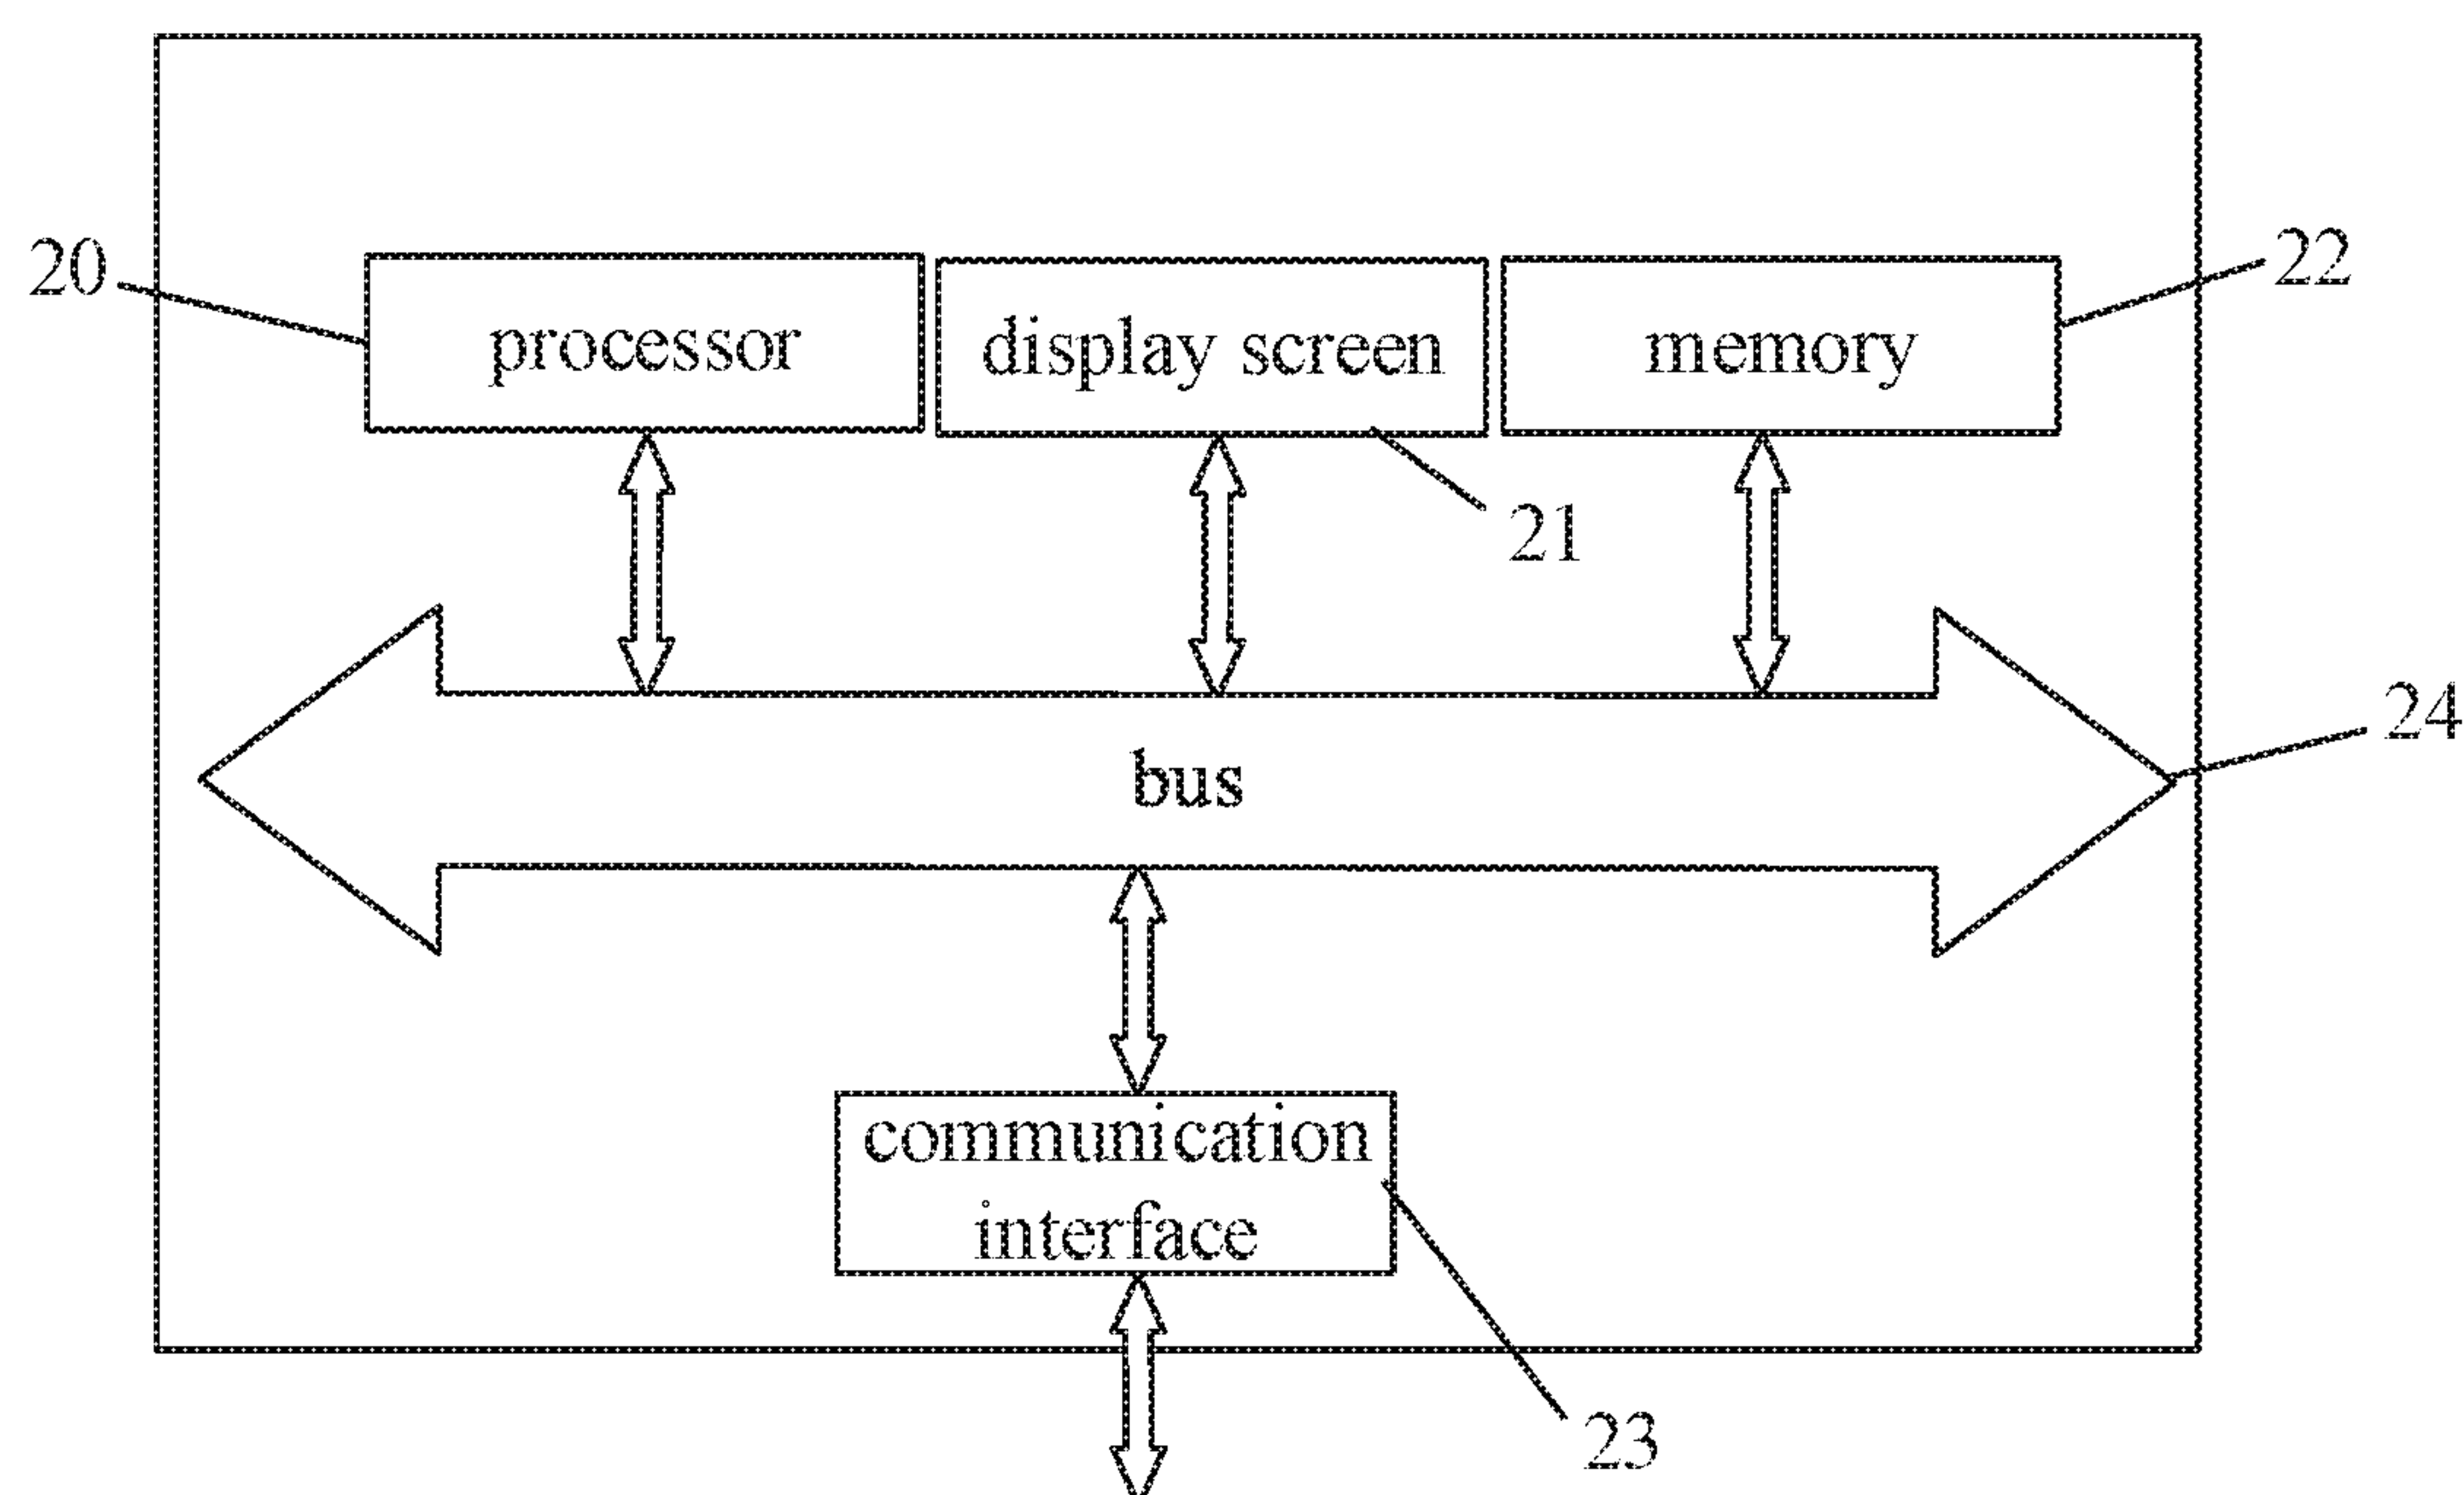 20
processor
display screen
memory
22
21
bus
24
communication
interface
23